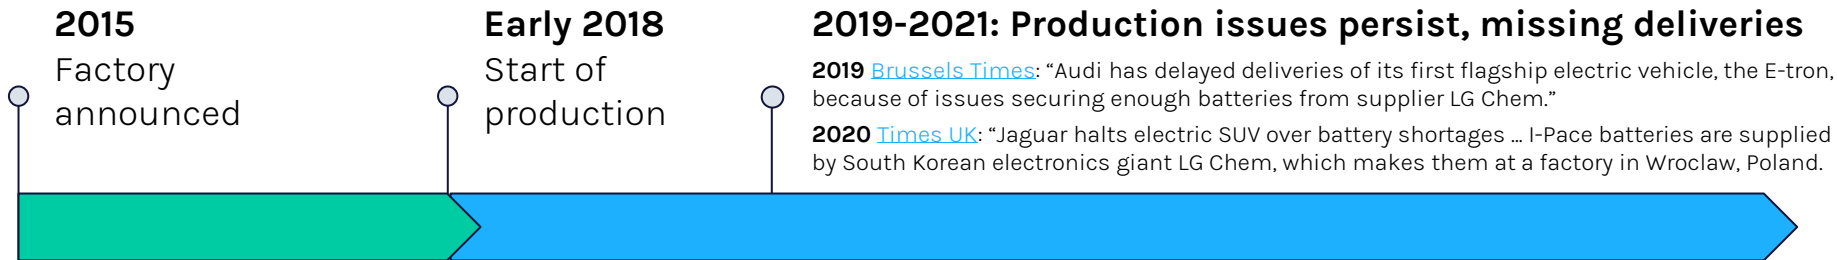 2015
Factory
announced
Early 2018
Start of
production
2019-2021: Production issues persist, missing deliveries
2019 Brussels Times: “Audi has delayed deliveries of its first flagship electric vehicle, the E-tron,
because of issues securing enough batteries from supplier LG Chem.”
2020 Times UK: “Jaguar halts electric SUV over battery shortages … I-Pace batteries are supplied
by South Korean electronics giant LG Chem, which makes them at a factory in Wroclaw, Poland.